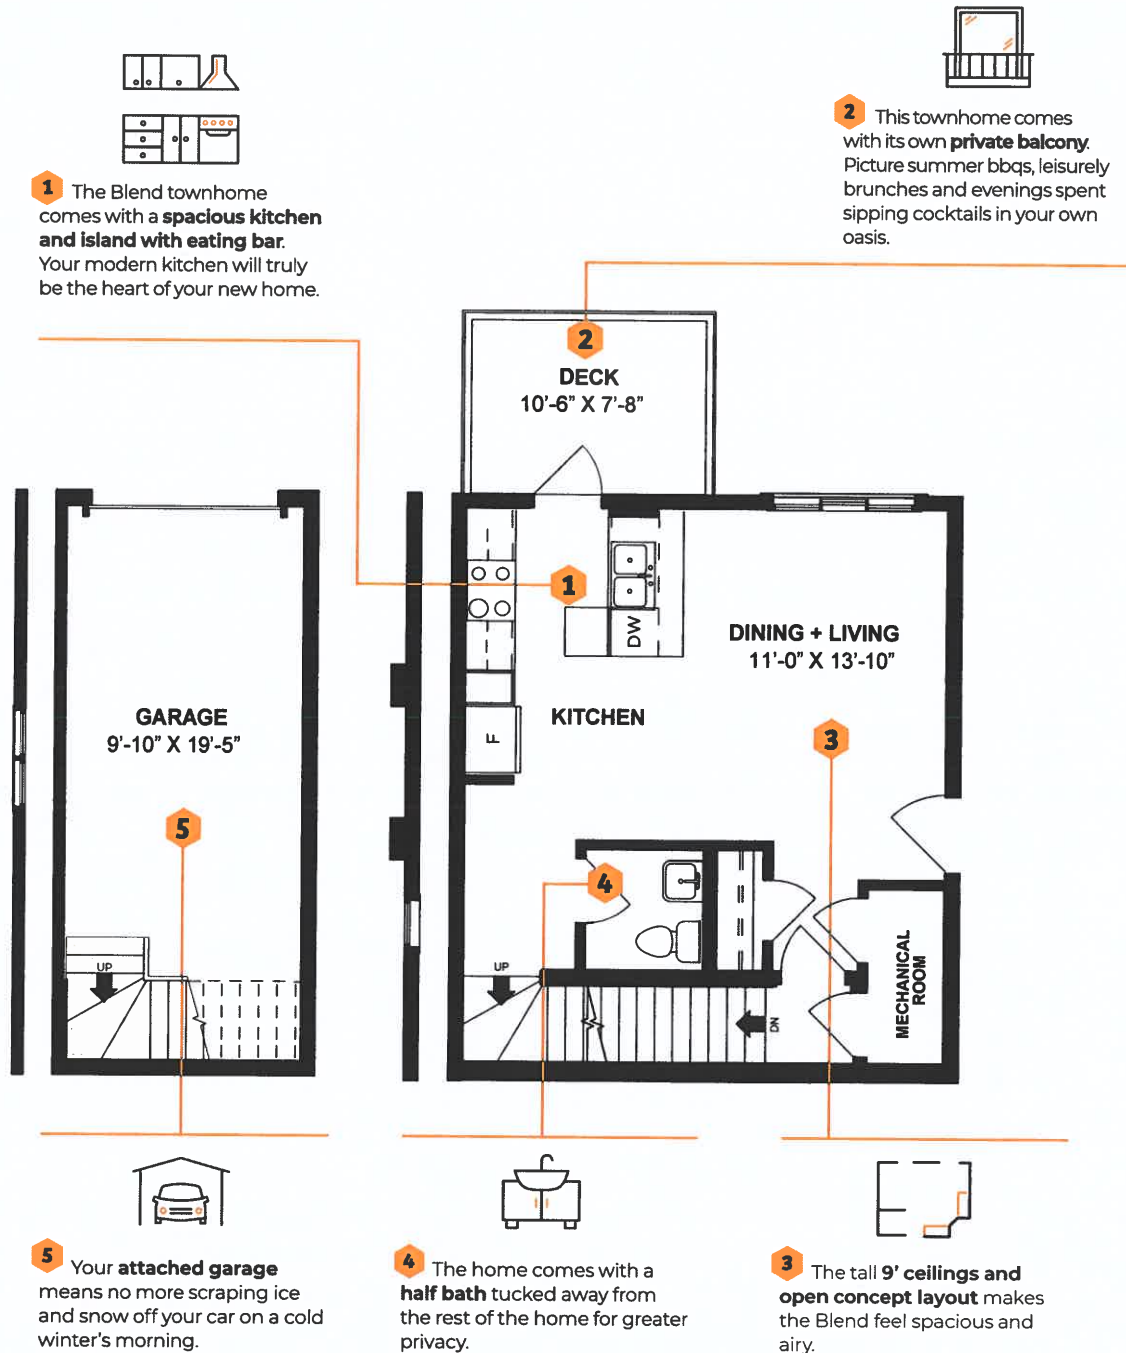 1 The Blend townhome
comes with a spacious kitchen
and island with eating bar.
Your modern kitchen will truly
be the heart of your new home.
2 This townhome comes
with its own private balcony.
Picture summer bbqs, leisurely
brunches and evenings spent
sipping cocktails in your own
oasis.
2
DECK
10'-6" X 7'-8"
1
DW
DINING + LIVING
11'-0" X 13'-10"
KITCHEN
F
3
GARAGE
9'-10" X 19'-5"
5
4
UP
UP
DN
MECHANICAL
ROOM
5 Your attached garage
means no more scraping ice
and snow off your car on a cold
winter's morning.
4 The home comes with a
half bath tucked away from
the rest of the home for greater
privacy.
3 The tall 9' ceilings and
open concept layout makes
the Blend feel spacious and
airy.